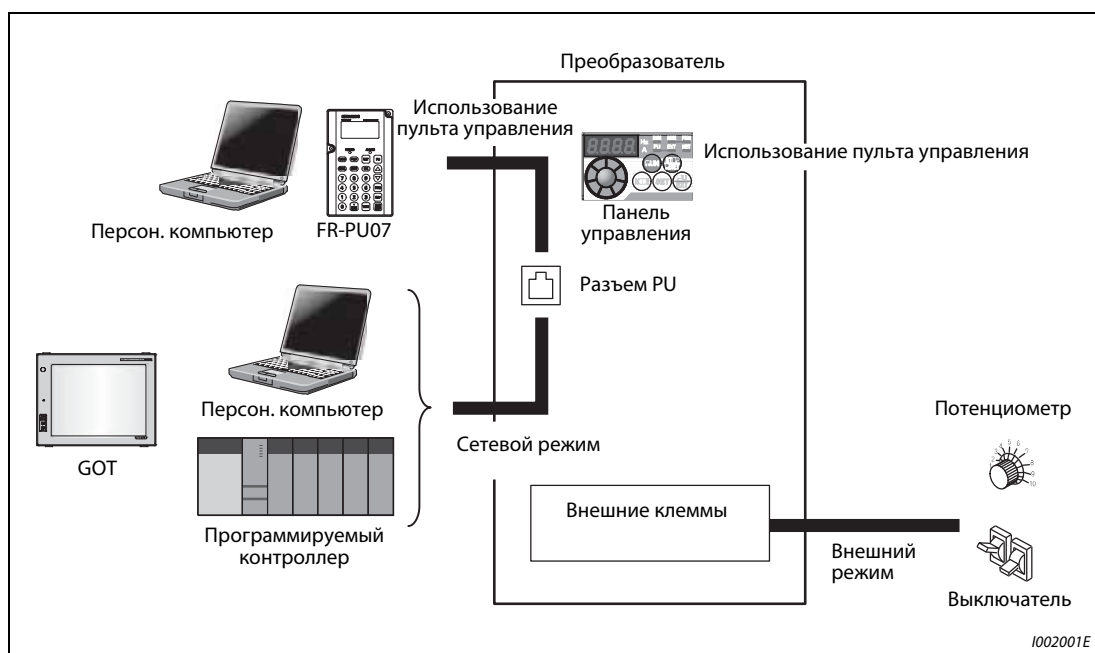 Преобразователь
Использование
пульта управления
Использование пульта управления
Персон. компьютер
FR-PU07
Панель
управления
Разъем PU
Персон. компьютер
GOT
Сетевой режим
Программируемый
контроллер
Внешние клеммы
Внешний
режим
Потенциометр
Выключатель
I002001E